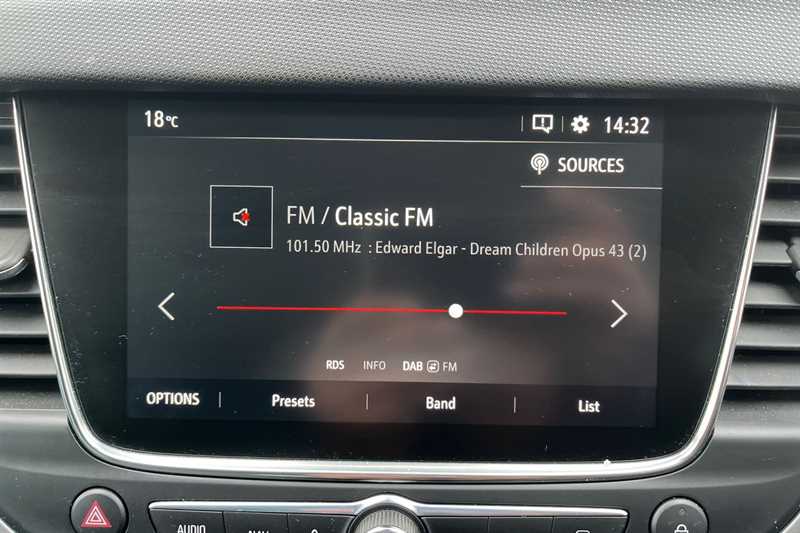 18°C 14:32
SOURCES
FM / Classic FM
101.50 MHz : Edward Elgar - Dream Children Opus 43 (2)
RDS INFO DAB FM
OPTIONS Presets Band List
AUDIO